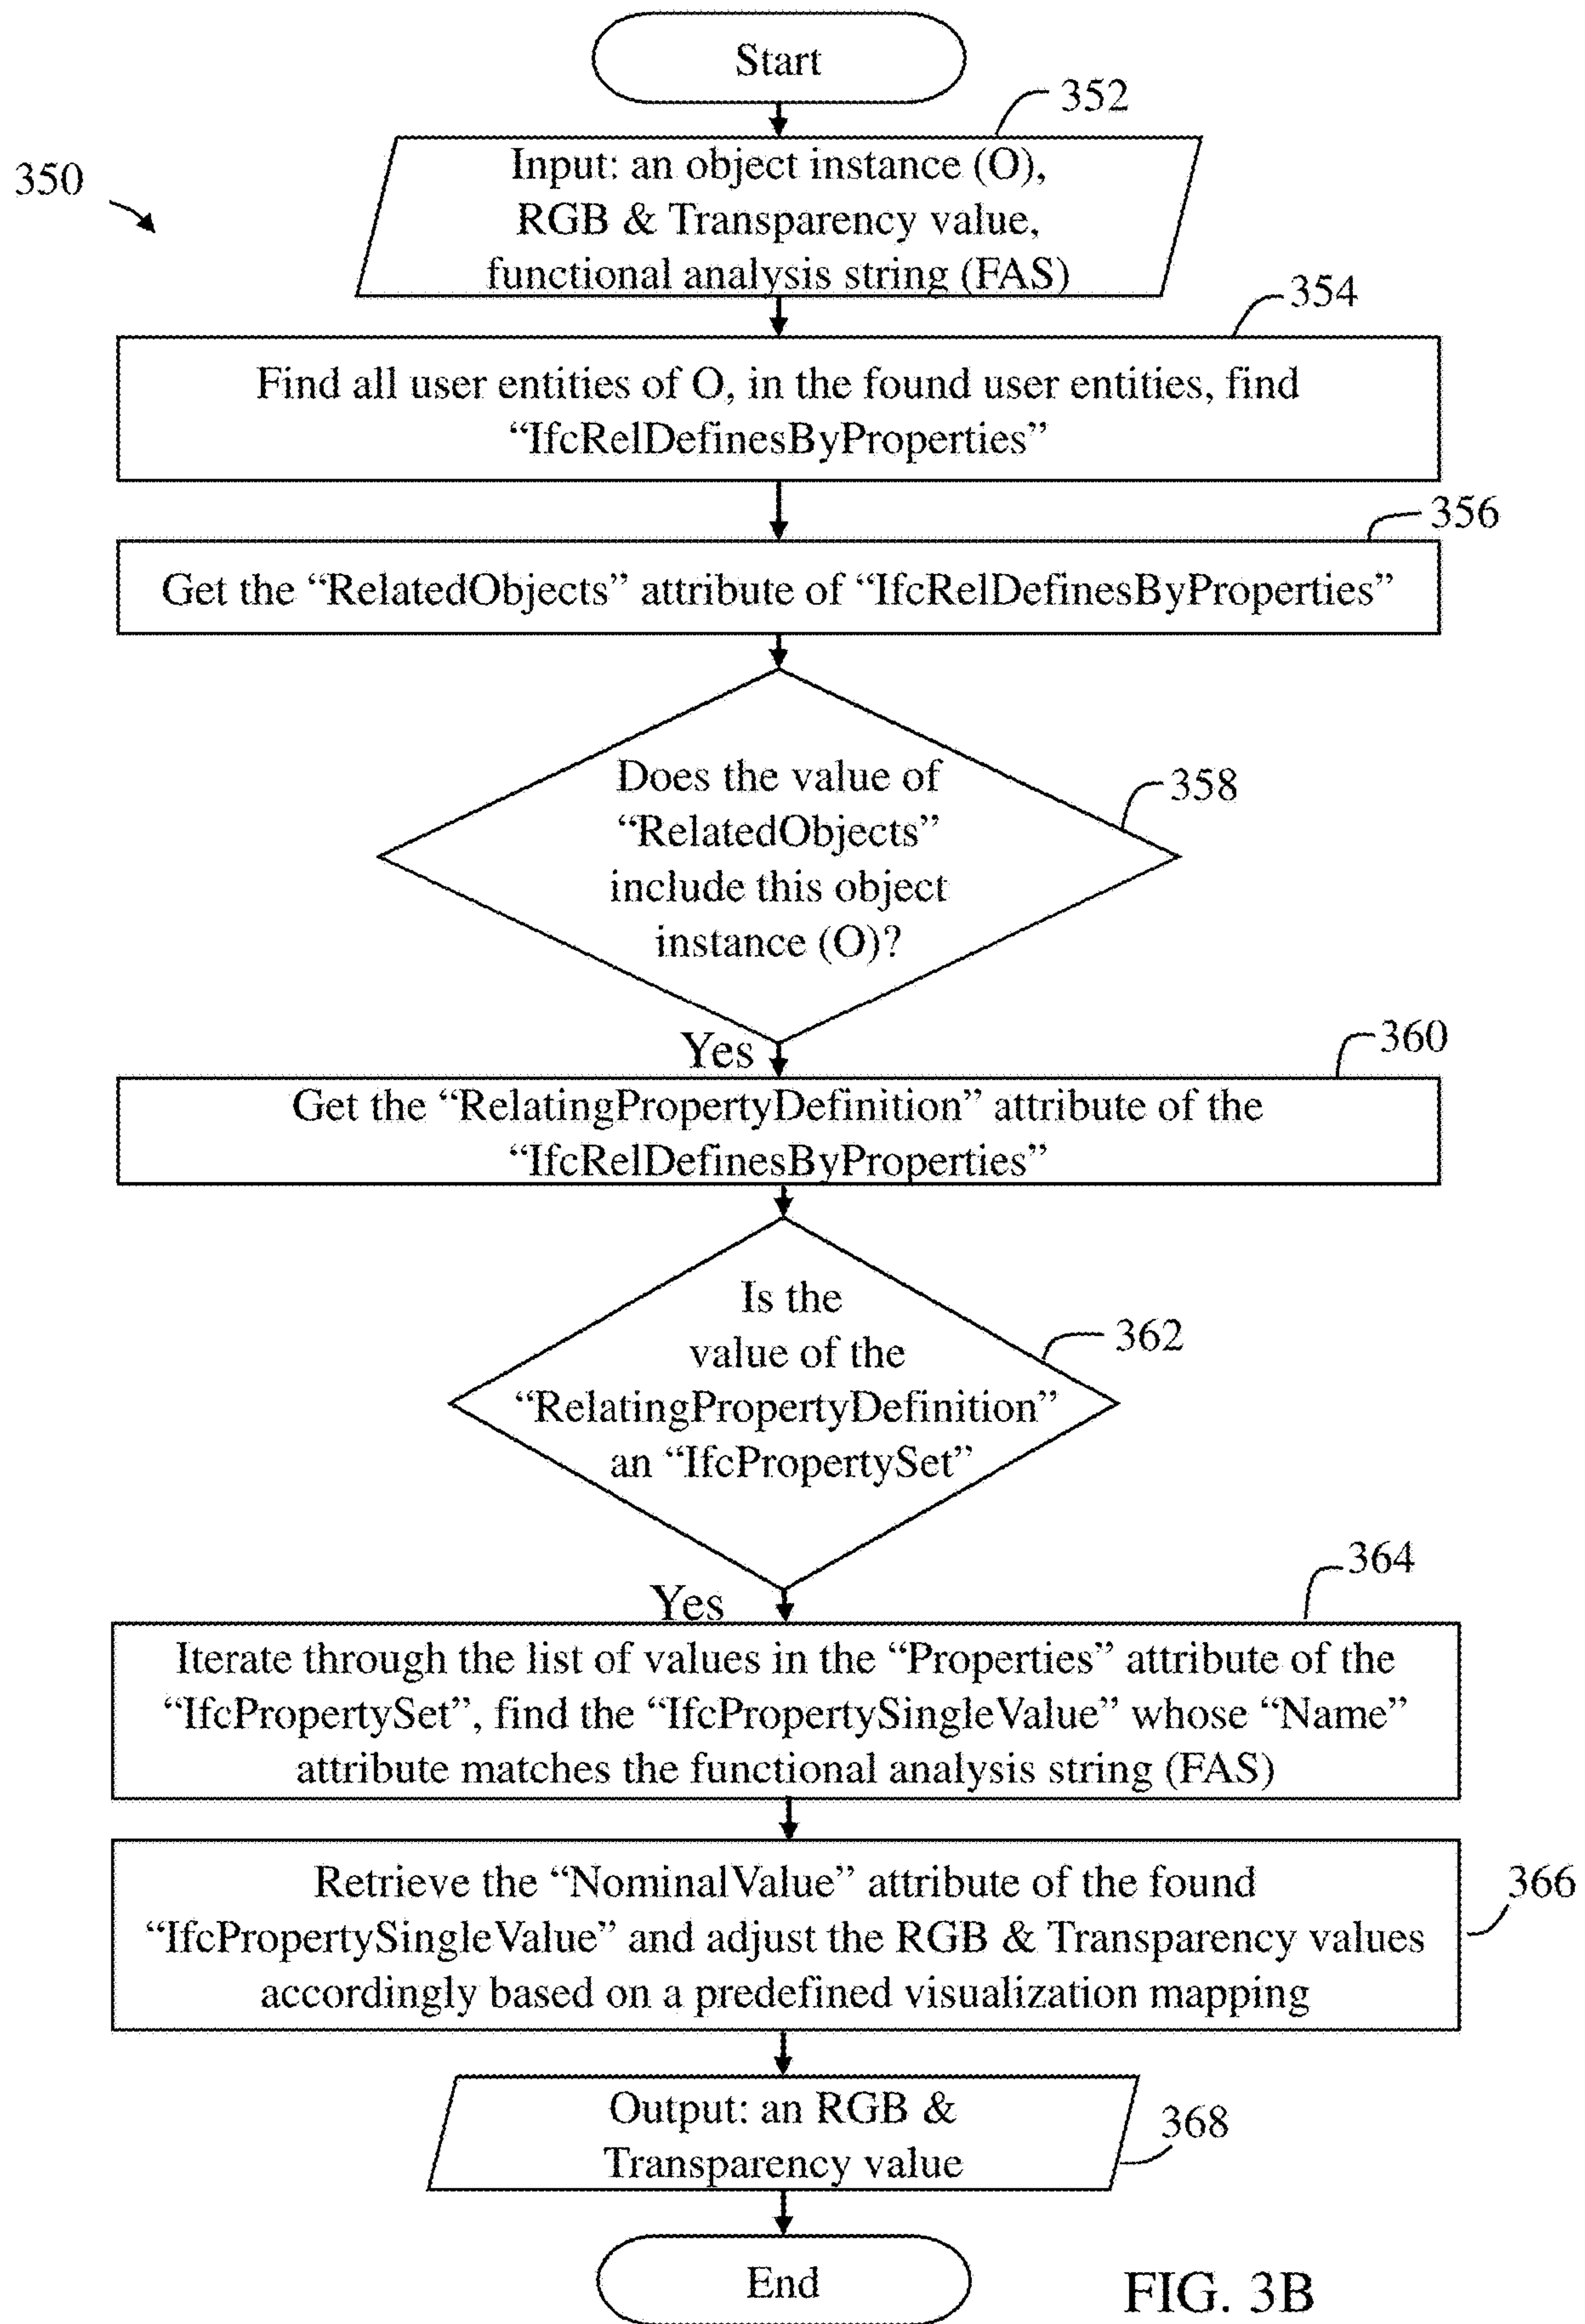 Start
352
350
Input: an object instance (O),
RGB & Transparency value,
functional analysis string (FAS)
354
Find all user entities of O, in the found user entities, find
“IfcRelDefinesByProperties”
356
Get the “RelatedObjects” attribute of “IfcRelDefinesByProperties”
Does the value of
“RelatedObjects”
include this object
instance (O)?
358
Yes
360
Get the “RelatingPropertyDefinition” attribute of the
“IfcRelDefinesByProperties”
Is the
value of the
“RelatingPropertyDefinition”
an “IfcPropertySet”
362
Yes
364
Iterate through the list of values in the “Properties” attribute of the
“IfcPropertySet”, find the “IfcPropertySingleValue” whose “Name”
attribute matches the functional analysis string (FAS)
Retrieve the “NominalValue” attribute of the found
“IfcPropertySingleValue” and adjust the RGB & Transparency values
accordingly based on a predefined visualization mapping
366
Output: an RGB &
Transparency value
368
End
FIG. 3B